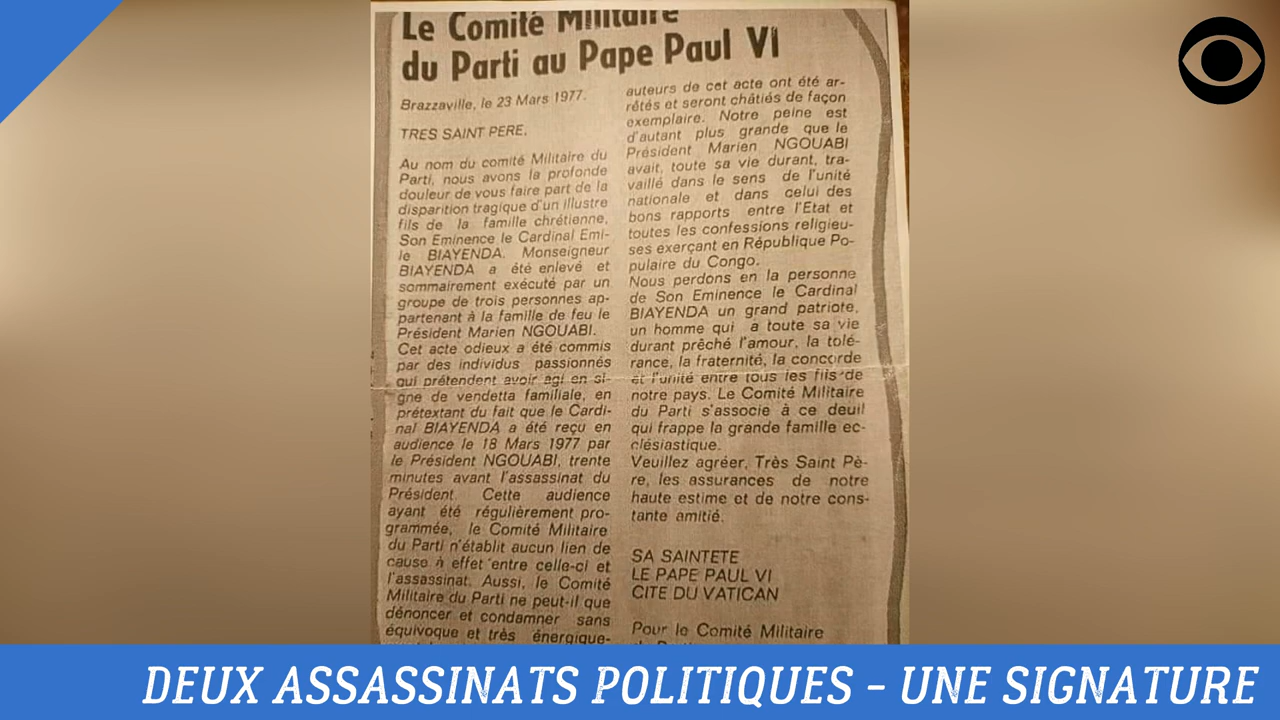 Le Comité Militaire
du Parti au Pape Paul VI
Brazzaville, le 23 Mars 1977.
TRES SAINT PERE,
Au nom du comité Militaire du
Parti, nous avons la profonde
douleur de vous faire part de la
disparition tragique d'un illustre
fils de la famille chrétienne,
Son Eminence le Cardinal Emi-
le BIAYENDA. Monseigneur
BIAYENDA a été enlevé et
sommairement exécuté par un
groupe de trois personnes ap-
partenant à la famille de feu le
Président Marien NGOUABI.
Cet acte odieux a été commis
par des individus passionnés
qui prétendent avoir agi en si-
gne de vendetta familiale, en
prétextant du fait que le Cardi-
nal BIAYENDA a été reçu en
audience le 18 Mars 1977 par
le Président NGOUABI, trente
minutes avant l'assassinat du
Président. Cette audience
ayant été régulièrement pro-
grammée, le Comité Militaire
du Parti n'établit aucun lien de
cause à effet entre celle-ci et
l'assassinat. Aussi, le Comité
Militaire du Parti ne peut-il que
dénoncer et condamner sans
équivoque et très énergique-
auteurs de cet acte ont été ar-
rêtés et seront châtiés de façon
exemplaire. Notre peine est
d'autant plus grande que le
Président Marien NGOUABI
avait, toute sa vie durant, tra-
vaillé dans le sens de l'unité
nationale et dans celui des
bons rapports entre l'Etat et
toutes les confessions religieu-
ses exerçant en République Po-
pulaire du Congo.
Nous perdons en la personne
de Son Eminence le Cardinal
BIAYENDA un grand patriote,
un homme qui a toute sa vie
durant prêché l'amour, la tolé-
rance, la fraternité, la concorde
et l'unité entre tous les fils de
notre pays. Le Comité Militaire
du Parti s'associe à ce deuil
qui frappe la grande famille ec-
clésiastique.
Veuillez agréer, Très Saint Pè-
re, les assurances de notre
haute estime et de notre cons-
tante amitié.
SA SAINTETE
LE PAPE PAUL VI
CITE DU VATICAN
Pour le Comité Militaire
DEUX ASSASSINATS POLITIQUES - UNE SIGNATURE